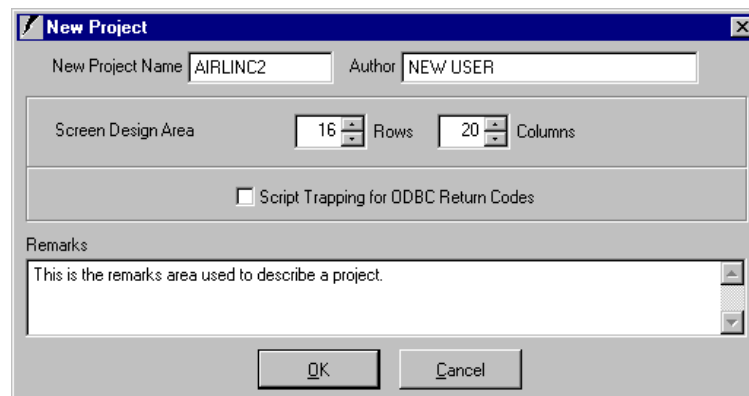 New Project
New Project Name AIRLINC2 Author NEW USER
Screen Design Area 16 Rows 20 Columns
Script Trapping for ODBC Return Codes
Remarks
This is the remarks area used to describe a project.
OK Cancel